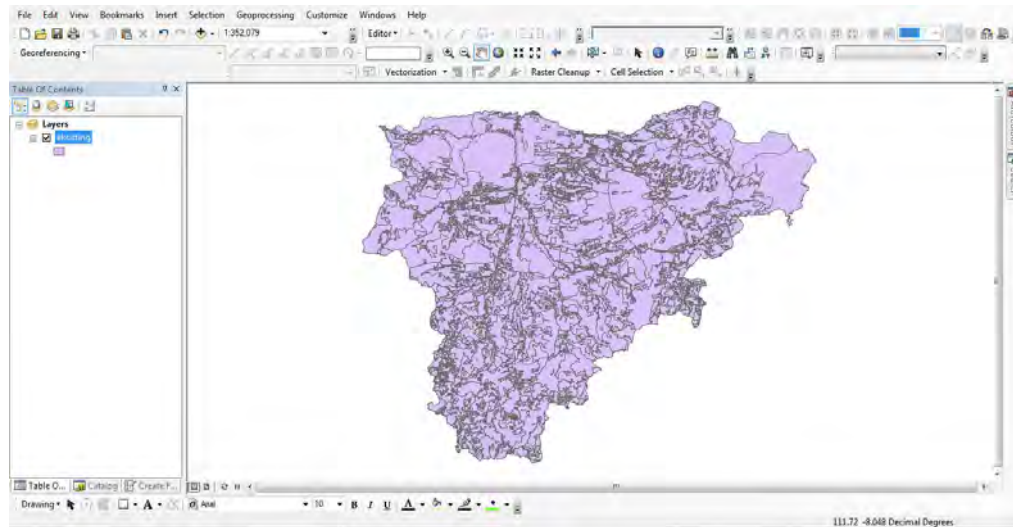 File Edit View Bookmarks Insert Selection Geoprocessing Customize Windows Help
1:352,079 Editor
Georeferencing
Vectorization Raster Cleanup Cell Selection
Table Of Contents
Layers
Table O... Catalog Create F...
Drawing A Arial 10 B I U A
111.72 -8.048 Decimal Degrees